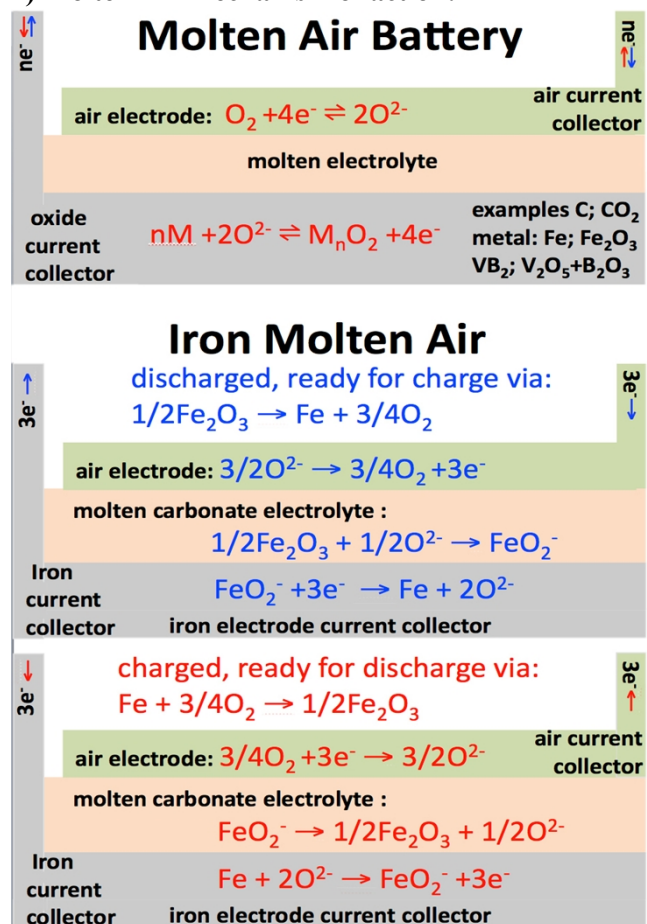 Molten Air Battery
ne⁻
ne⁻
air electrode: O₂ +4e⁻ ⇌ 2O²⁻
air current
collector
molten electrolyte
oxide
current
collector
nM +2O²⁻ ⇌ MₙO₂ +4e⁻
examples C; CO₂
metal: Fe; Fe₂O₃
VB₂; V₂O₅+B₂O₃
Iron Molten Air
discharged, ready for charge via:
1/2Fe₂O₃ → Fe + 3/4O₂
3e⁻ →
3e⁻ →
air electrode: 3/2O²⁻ → 3/4O₂ +3e⁻
molten carbonate electrolyte :
1/2Fe₂O₃ + 1/2O²⁻ → FeO₂⁻
Iron
current
collector
FeO₂⁻ +3e⁻ → Fe + 2O²⁻
iron electrode current collector
charged, ready for discharge via:
Fe + 3/4O₂ → 1/2Fe₂O₃
3e⁻ ←
3e⁻ ←
air electrode: 3/4O₂ +3e⁻ → 3/2O²⁻
air current
collector
molten carbonate electrolyte :
FeO₂⁻ → 1/2Fe₂O₃ + 1/2O²⁻
Iron
current
collector
Fe + 2O²⁻ → FeO₂⁻ +3e⁻
iron electrode current collector